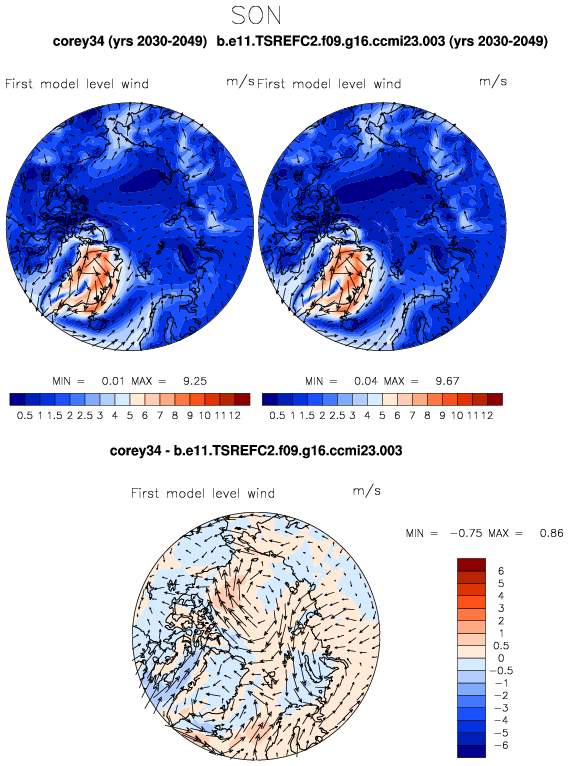 SON
corey34 (yrs 2030-2049) b.e11.TSREFC2.f09.g16.ccmi23.003 (yrs 2030-2049)
First model level wind m/s First model level wind m/s
MIN = 0.01 MAX = 9.25 MIN = 0.04 MAX = 9.67
0.5 1 1.5 2 2.5 3 4 5 6 7 8 9 10 11 12 0.5 1 1.5 2 2.5 3 4 5 6 7 8 9 10 11 12
corey34 - b.e11.TSREFC2.f09.g16.ccmi23.003
First model level wind m/s
MIN = -0.75 MAX = 0.86
6
5
4
3
2
1
0.5
0
-0.5
-1
-2
-3
-4
-5
-6